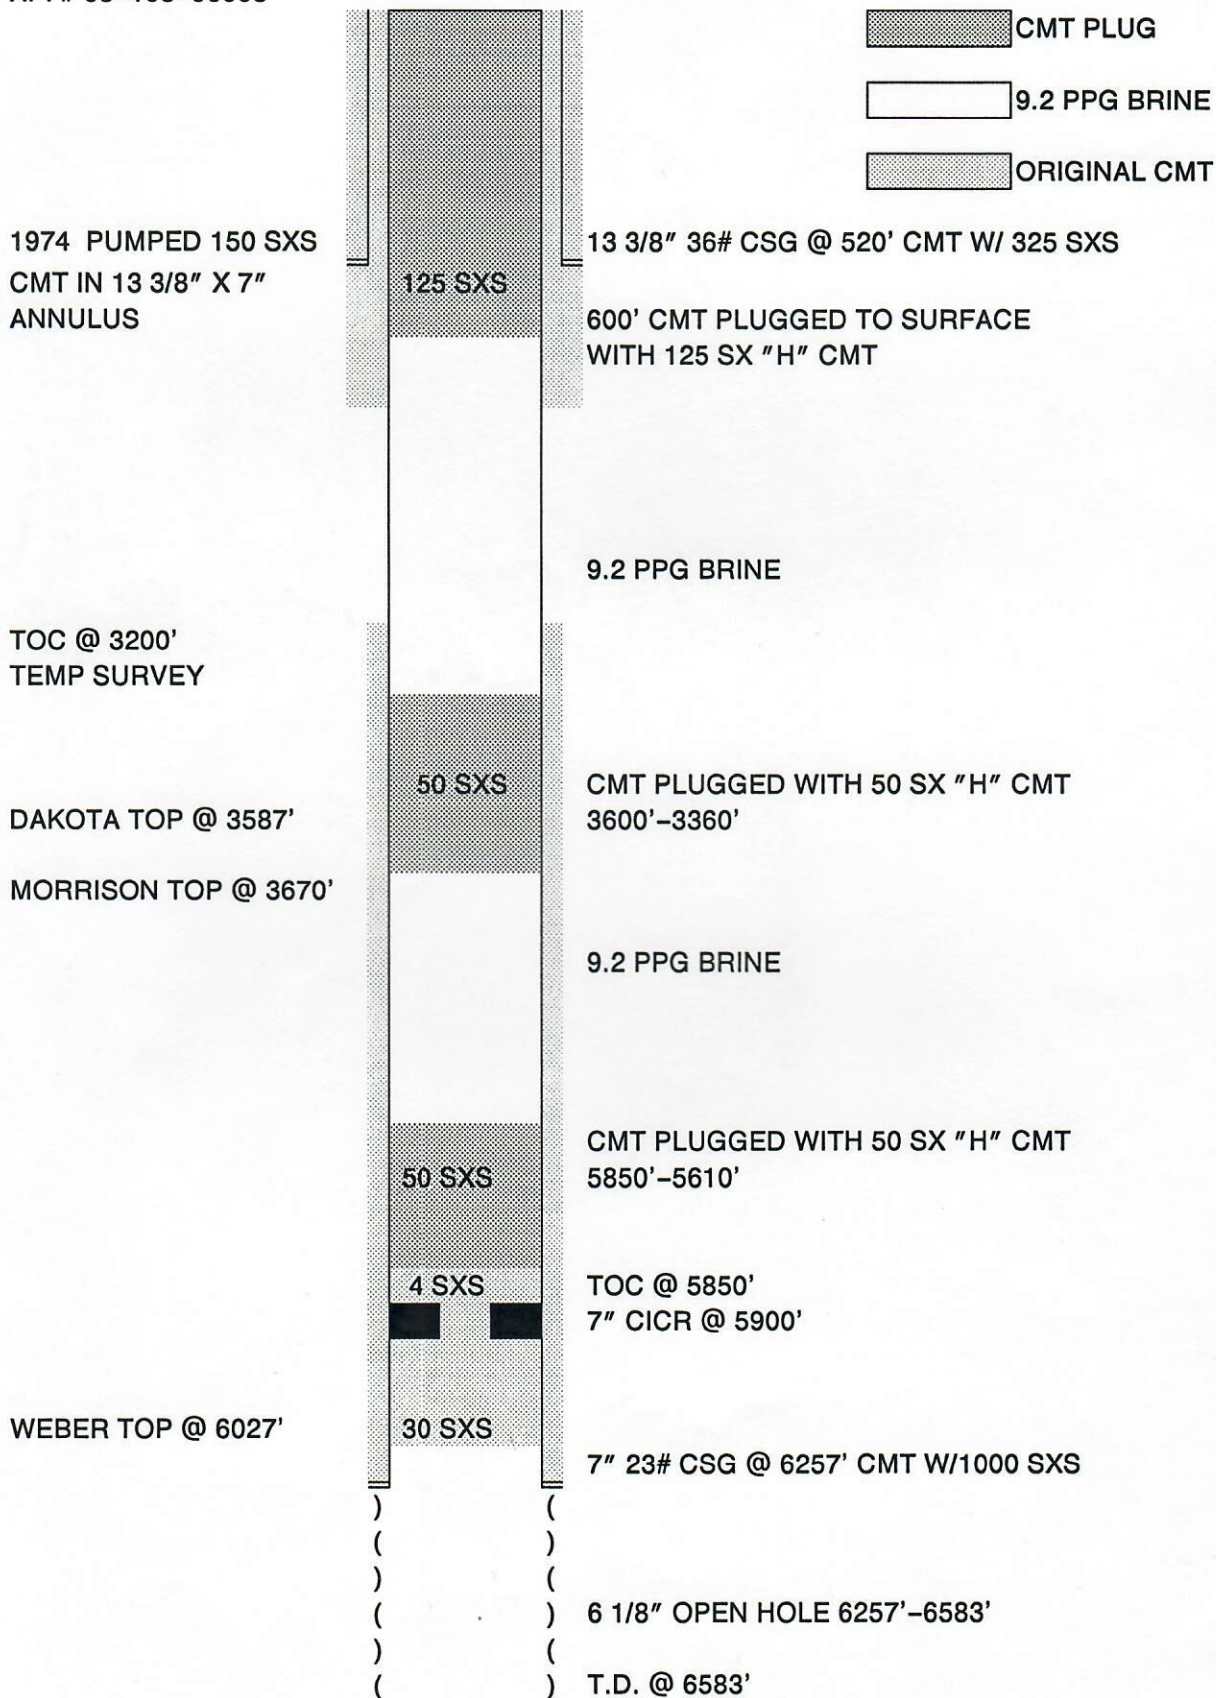 CMT PLUG
9.2 PPG BRINE
ORIGINAL CMT
1974 PUMPED 150 SXS
CMT IN 13 3/8" X 7"
ANNULUS
125 SXS
13 3/8" 36# CSG @ 520' CMT W/ 325 SXS
600' CMT PLUGGED TO SURFACE
WITH 125 SX "H" CMT
9.2 PPG BRINE
TOC @ 3200'
TEMP SURVEY
50 SXS
CMT PLUGGED WITH 50 SX "H" CMT
3600'-3360'
DAKOTA TOP @ 3587'
MORRISON TOP @ 3670'
9.2 PPG BRINE
CMT PLUGGED WITH 50 SX "H" CMT
5850'-5610'
50 SXS
4 SXS
TOC @ 5850'
7" CICR @ 5900'
WEBER TOP @ 6027'
30 SXS
7" 23# CSG @ 6257' CMT W/1000 SXS
6 1/8" OPEN HOLE 6257'-6583'
T.D. @ 6583'